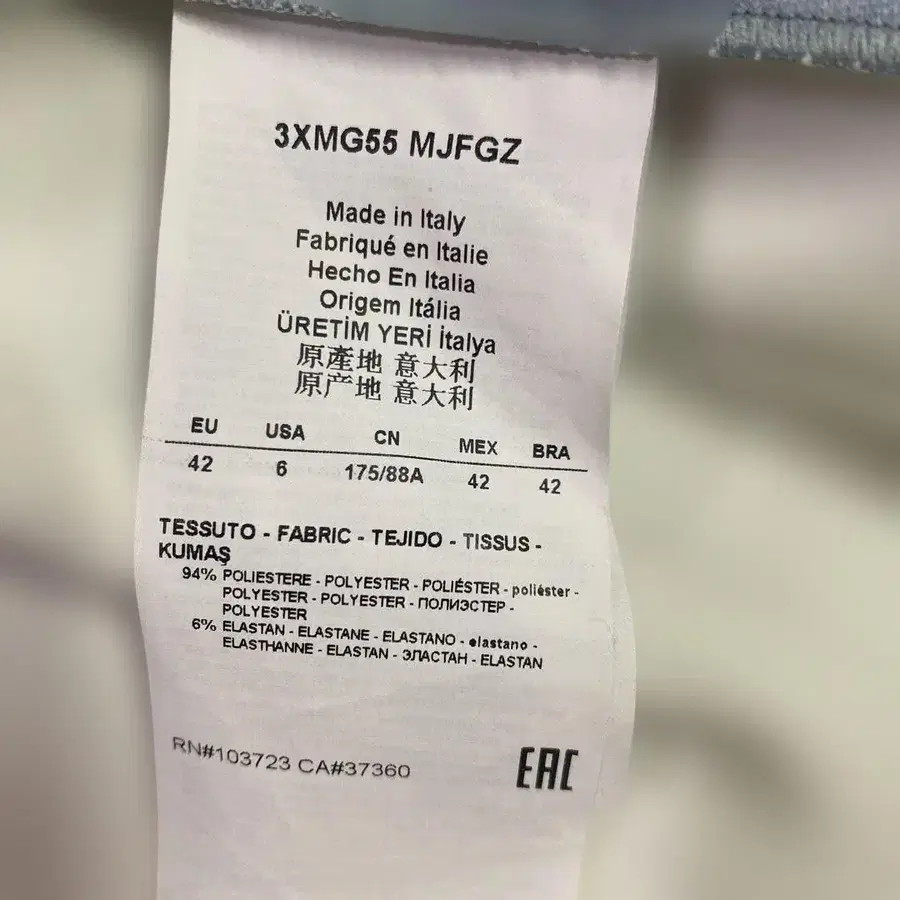 3XMG55 MJFGZ
Made in Italy
Fabriqué en Italie
Hecho En Italia
Origem Itália
ÜRETİM YERİ İtalya
原產地 意大利
原产地 意大利
EU USA CN MEX BRA
42 6 175/88A 42 42
TESSUTO - FABRIC - TEJIDO - TISSUS -
KUMAŞ
94% POLIESTERE - POLYESTER - POLIÉSTER - poliéster -
POLYESTER - POLYESTER - ПОЛИЭСТЕР -
POLYESTER
6% ELASTAN - ELASTANE - ELASTANO - elastano -
ELASTHANNE - ELASTAN - ЭЛАСТАН - ELASTAN
RN#103723 CA#37360
EAC